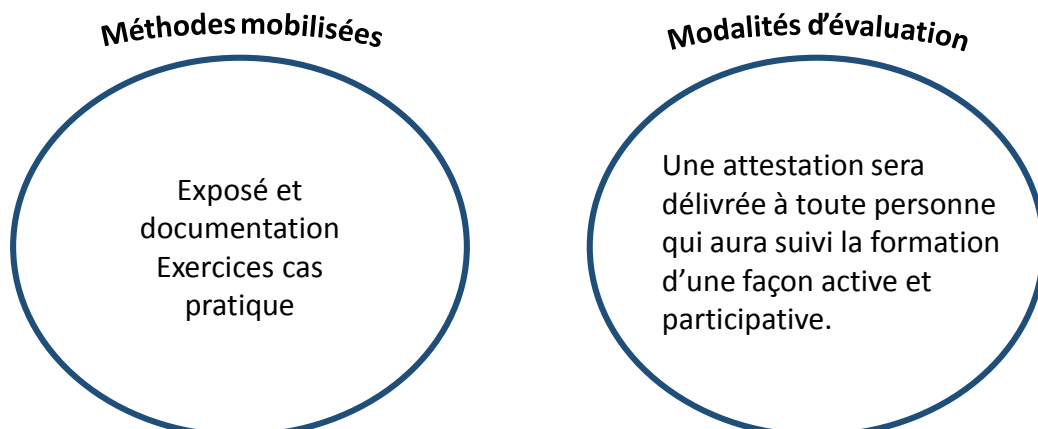 Méthodes mobilisées
Exposé et
documentation
Exercices cas
pratique
Modalités d'évaluation
Une attestation sera
délivrée à toute personne
qui aura suivi la formation
d'une façon active et
participative.